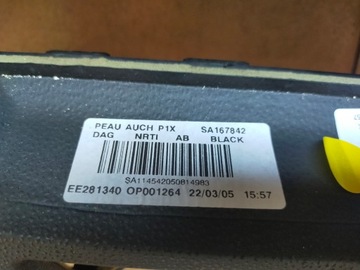 PEAU AUCH P1X SA167842
DAG NRTI AB BLACK
SA114542050814983
EE281340 OP001264 22/03/05 15:57